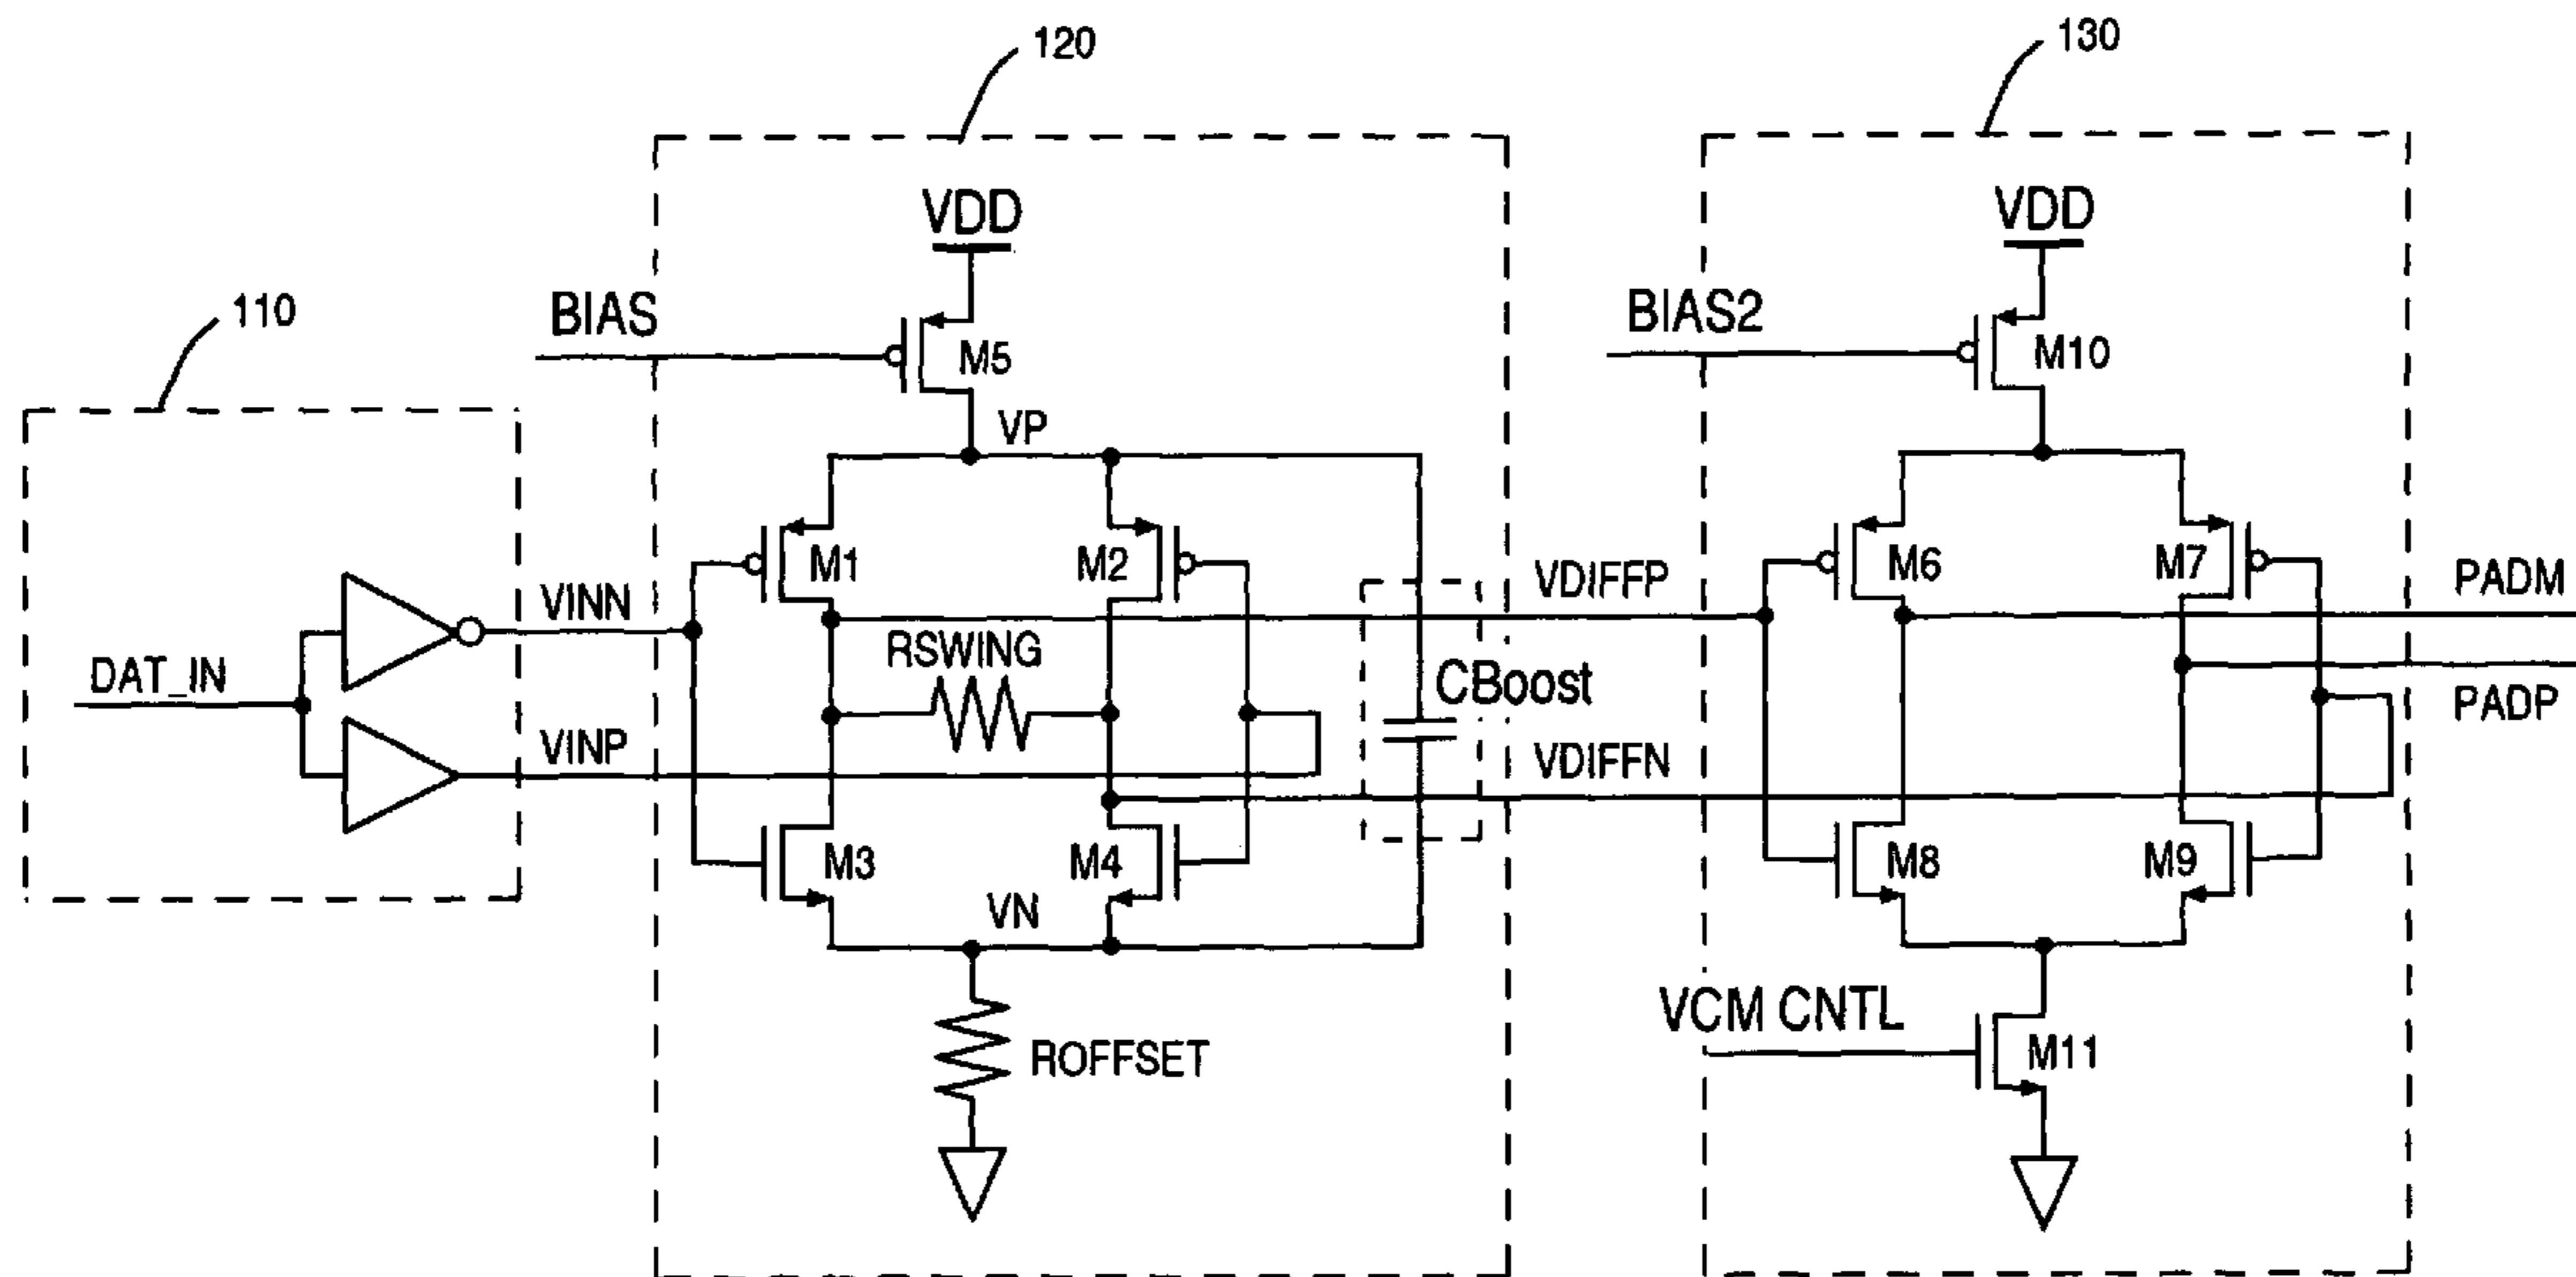 120
130
VDD
VDD
BIAS
BIAS2
110
M5
M10
VP
M1
M2
M6
M7
VINN
VDIFFP
PADM
RSWING
DAT_IN
CBoost
VINP
VDIFFN
PADP
M3
M4
M8
M9
VN
VCM CNTL
ROFFSET
M11